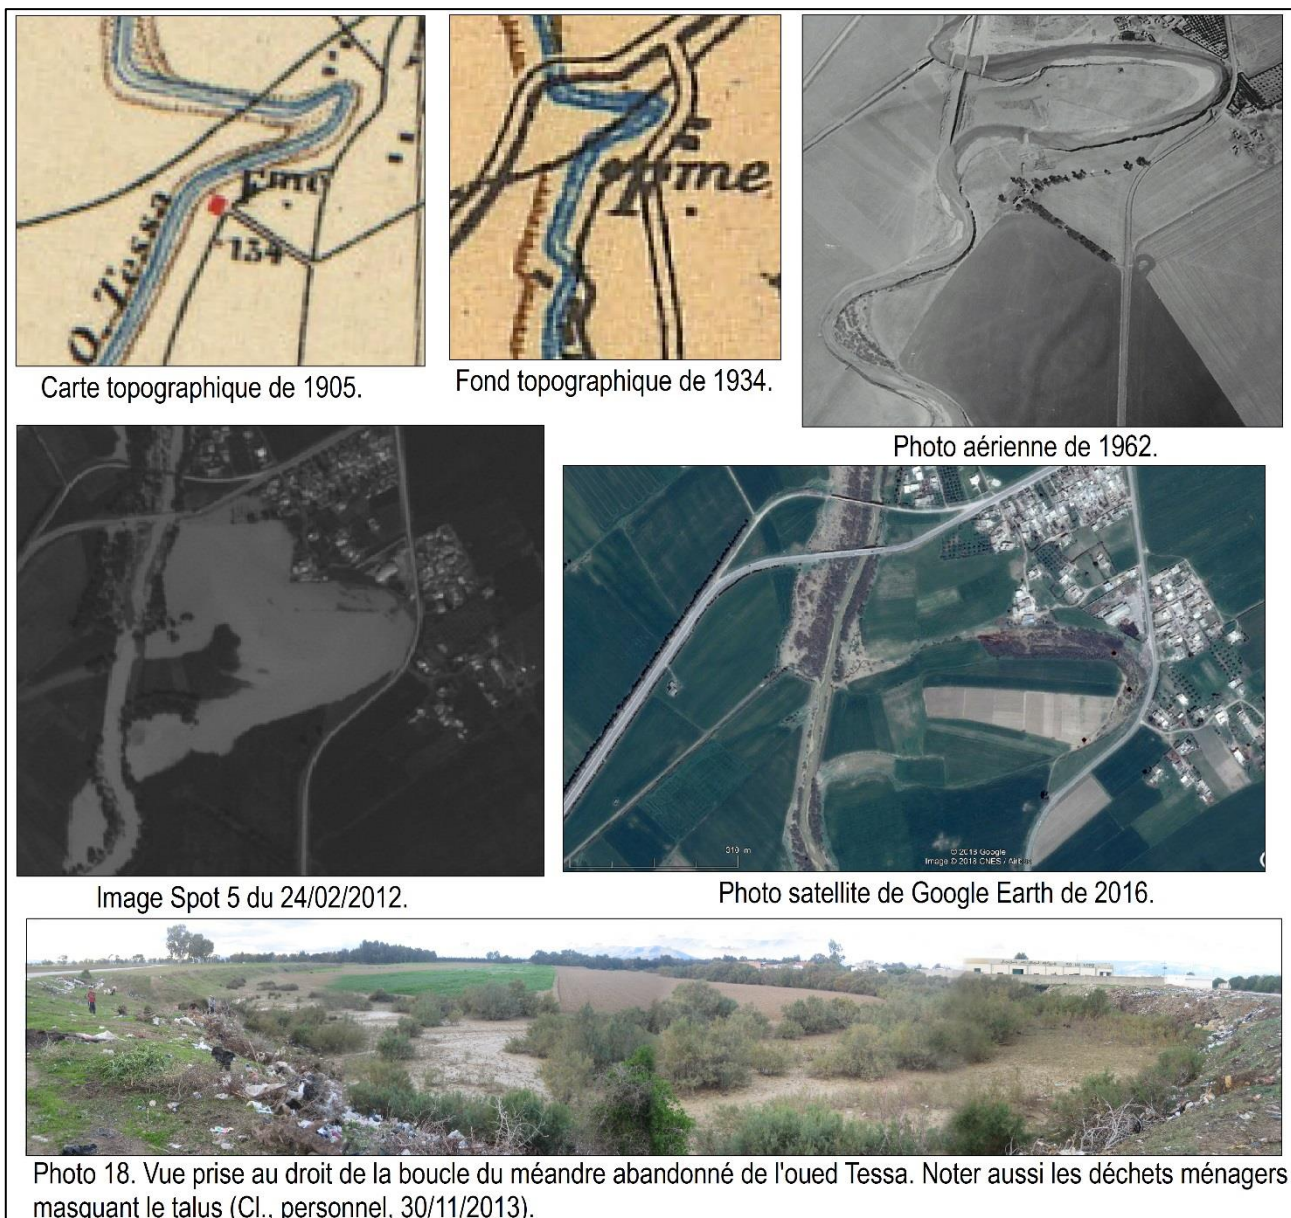 O. Tessa
Fme
134
Carte topographique de 1905.
Fme
Fond topographique de 1934.
Photo aérienne de 1962.
Image Spot 5 du 24/02/2012.
310 m
© 2016 Google
Image © 2016 CNES / Airbus
Photo satellite de Google Earth de 2016.
Photo 18. Vue prise au droit de la boucle du méandre abandonné de l'oued Tessa. Noter aussi les déchets ménagers
masquant le talus (Cl., personnel, 30/11/2013).